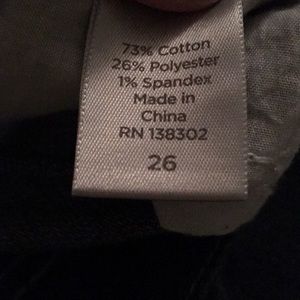 73% Cotton
26% Polyester
1% Spandex
Made in
China
RN 138302
26